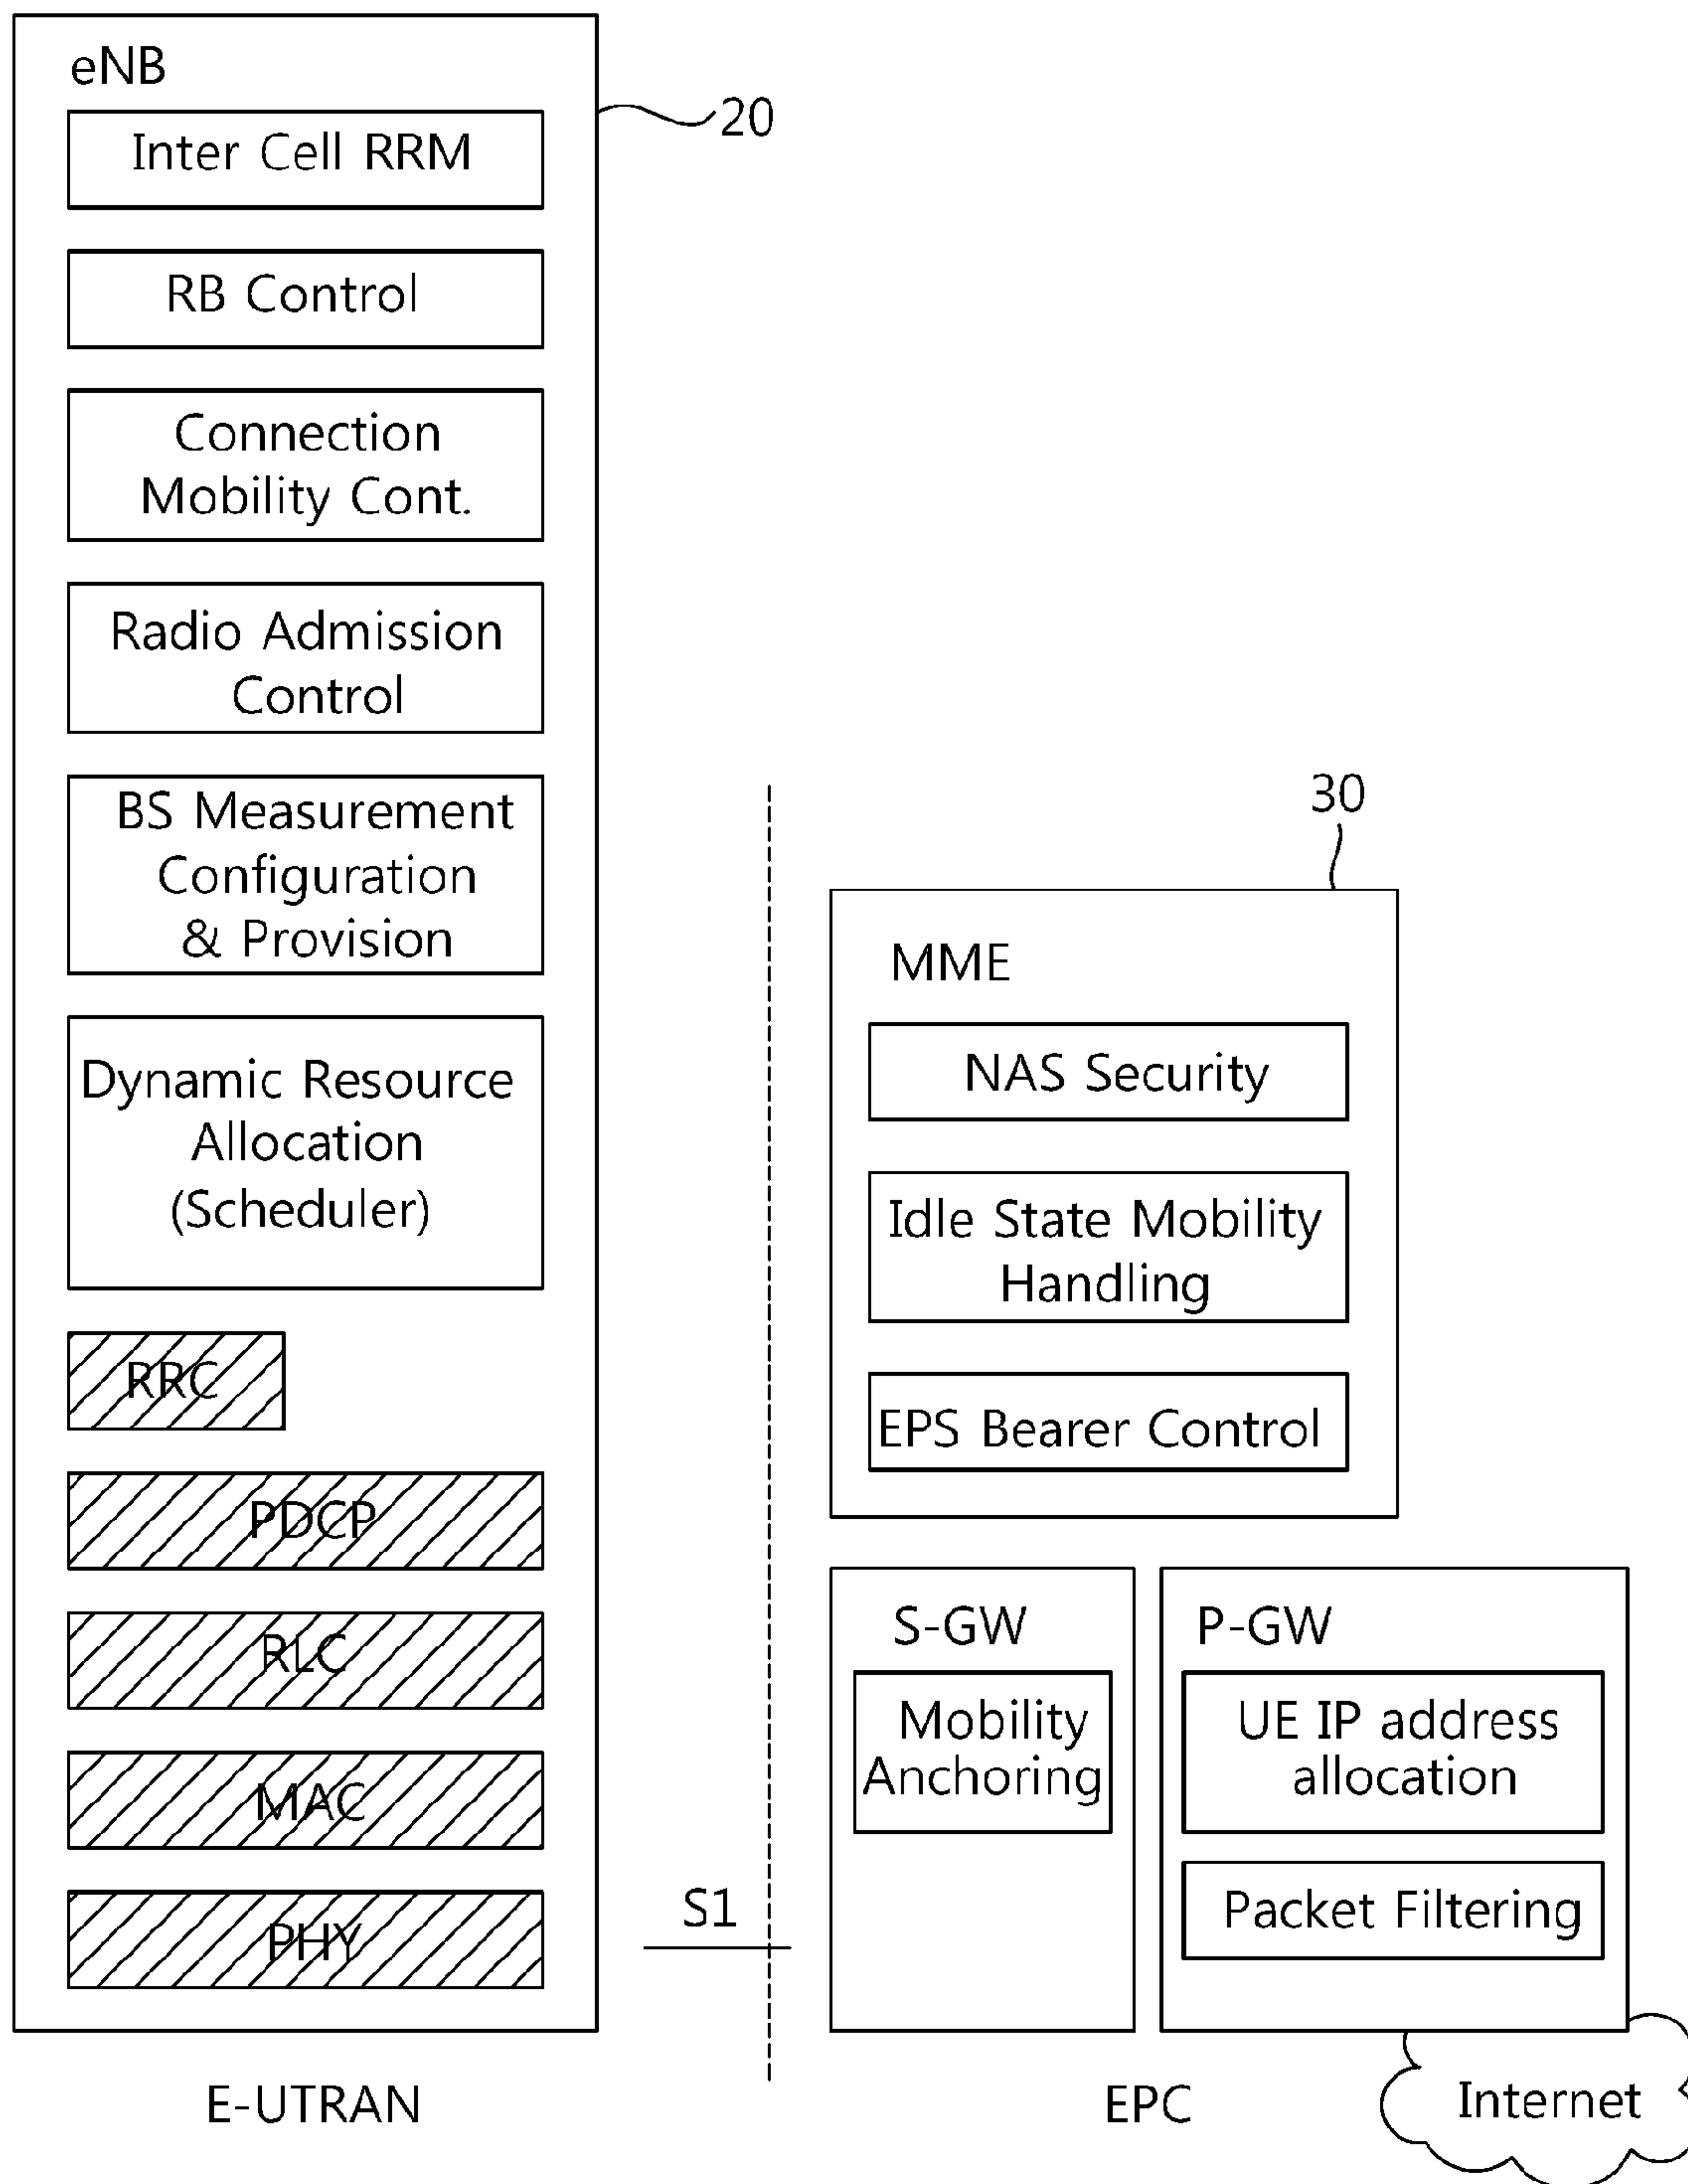 eNB
20
Inter Cell RRM
RB Control
Connection
Mobility Cont.
Radio Admission
Control
BS Measurement
Configuration
& Provision
Dynamic Resource
Allocation
(Scheduler)
RRC
PDCP
RLC
MAC
PHY
S1
E-UTRAN
30
MME
NAS Security
Idle State Mobility
Handling
EPS Bearer Control
S-GW
Mobility
Anchoring
P-GW
UE IP address
allocation
Packet Filtering
EPC
Internet